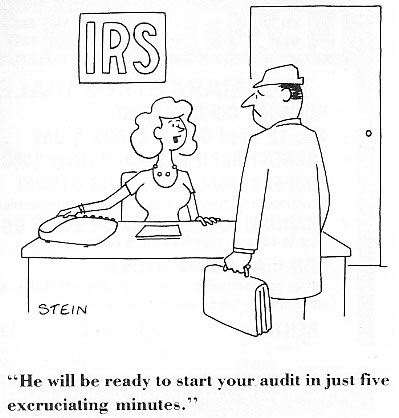 IRS
STEIN
“He will be ready to start your audit in just five
excruciating minutes.”